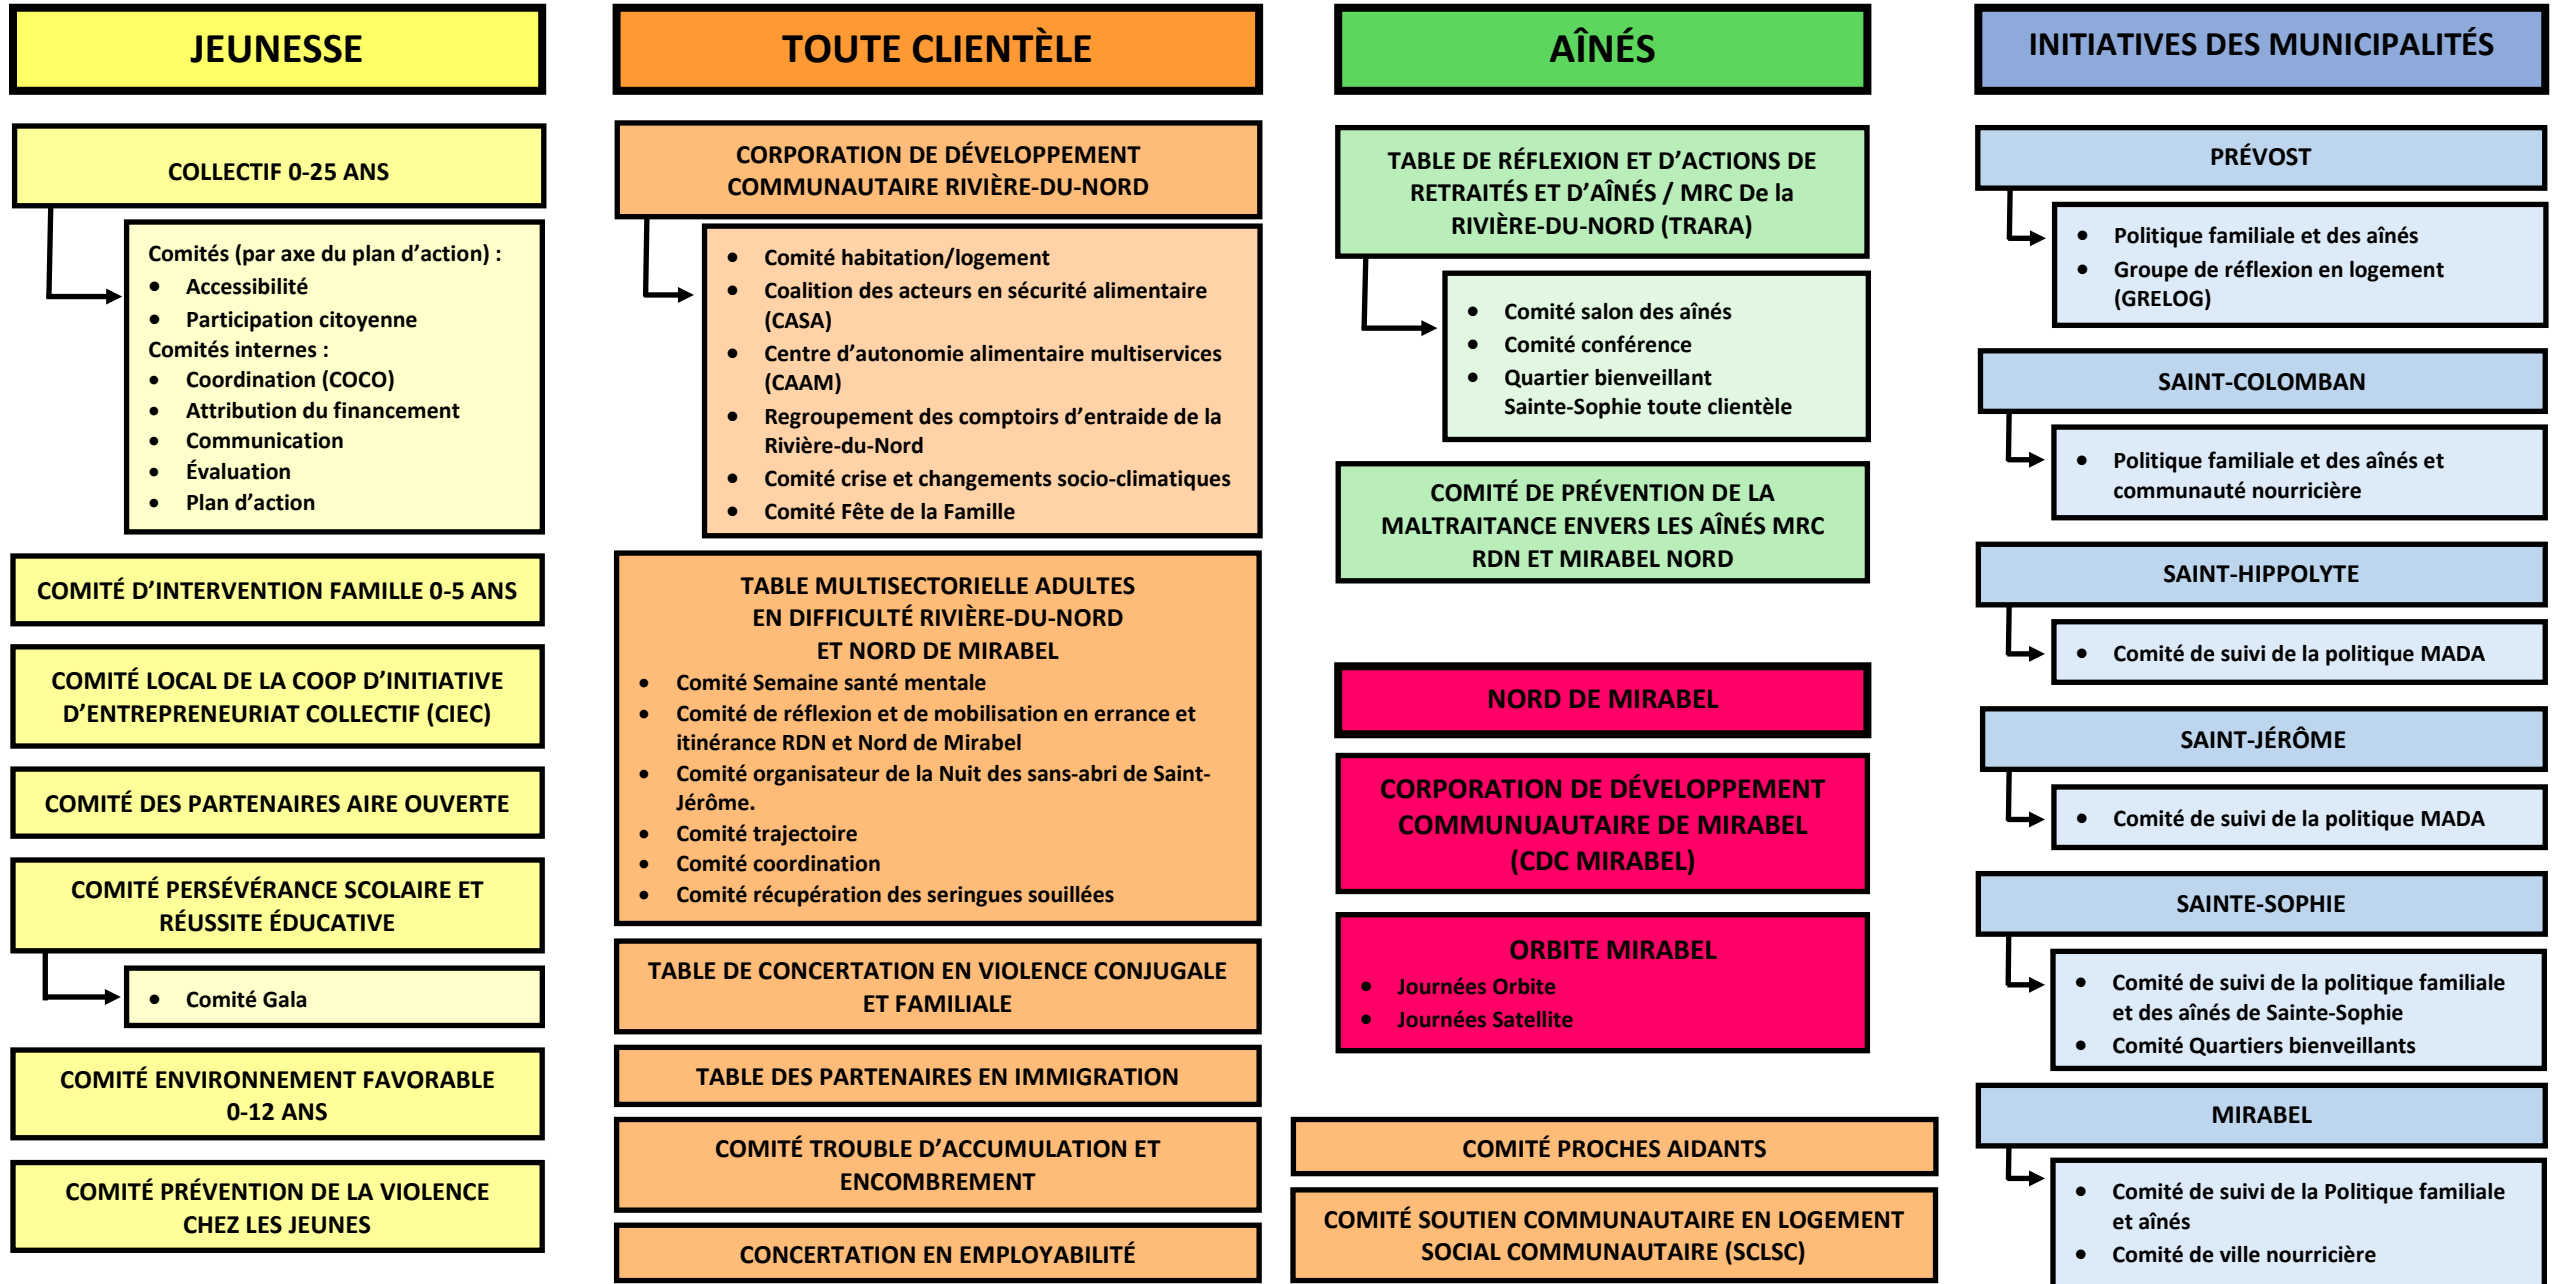 JEUNESSE
COLLECTIF 0-25 ANS
Comités (par axe du plan d’action) :
• Accessibilité
• Participation citoyenne
Comités internes :
• Coordination (COCO)
• Attribution du financement
• Communication
• Évaluation
• Plan d’action
COMITÉ D’INTERVENTION FAMILLE 0-5 ANS
COMITÉ LOCAL DE LA COOP D’INITIATIVE
D’ENTREPRENEURIAT COLLECTIF (CIEC)
COMITÉ DES PARTENAIRES AIRE OUVERTE
COMITÉ PERSÉVÉRANCE SCOLAIRE ET
RÉUSSITE ÉDUCATIVE
• Comité Gala
COMITÉ ENVIRONNEMENT FAVORABLE
0-12 ANS
COMITÉ PRÉVENTION DE LA VIOLENCE
CHEZ LES JEUNES
TOUTE CLIENTÈLE
CORPORATION DE DÉVELOPPEMENT
COMMUNAUTAIRE RIVIÈRE-DU-NORD
• Comité habitation/logement
• Coalition des acteurs en sécurité alimentaire
(CASA)
• Centre d’autonomie alimentaire multiservices
(CAAM)
• Regroupement des comptoirs d’entraide de la
Rivière-du-Nord
• Comité crise et changements socio-climatiques
• Comité Fête de la Famille
TABLE MULTISECTORIELLE ADULTES
EN DIFFICULTÉ RIVIÈRE-DU-NORD
ET NORD DE MIRABEL
• Comité Semaine santé mentale
• Comité de réflexion et de mobilisation en errance et
itinérance RDN et Nord de Mirabel
• Comité organisateur de la Nuit des sans-abri de Saint-
Jérôme.
• Comité trajectoire
• Comité coordination
• Comité récupération des seringues souillées
TABLE DE CONCERTATION EN VIOLENCE CONJUGALE
ET FAMILIALE
TABLE DES PARTENAIRES EN IMMIGRATION
COMITÉ TROUBLE D’ACCUMULATION ET
ENCOMBREMENT
CONCERTATION EN EMPLOYABILITÉ
AÎNÉS
TABLE DE RÉFLEXION ET D’ACTIONS DE
RETRAITÉS ET D’AÎNÉS / MRC De la
RIVIÈRE-DU-NORD (TRARA)
• Comité salon des aînés
• Comité conférence
• Quartier bienveillant
Sainte-Sophie toute clientèle
COMITÉ DE PRÉVENTION DE LA
MALTRAITANCE ENVERS LES AÎNÉS MRC
RDN ET MIRABEL NORD
NORD DE MIRABEL
CORPORATION DE DÉVELOPPEMENT
COMMUNUAUTAIRE DE MIRABEL
(CDC MIRABEL)
ORBITE MIRABEL
• Journées Orbite
• Journées Satellite
COMITÉ PROCHES AIDANTS
COMITÉ SOUTIEN COMMUNAUTAIRE EN LOGEMENT
SOCIAL COMMUNAUTAIRE (SCLSC)
INITIATIVES DES MUNICIPALITÉS
PRÉVOST
• Politique familiale et des aînés
• Groupe de réflexion en logement
(GRELOG)
SAINT-COLOMBAN
• Politique familiale et des aînés et
communauté nourricière
SAINT-HIPPOLYTE
• Comité de suivi de la politique MADA
SAINT-JÉRÔME
• Comité de suivi de la politique MADA
SAINTE-SOPHIE
• Comité de suivi de la politique familiale
et des aînés de Sainte-Sophie
• Comité Quartiers bienveillants
MIRABEL
• Comité de suivi de la Politique familiale
et aînés
• Comité de ville nourricière